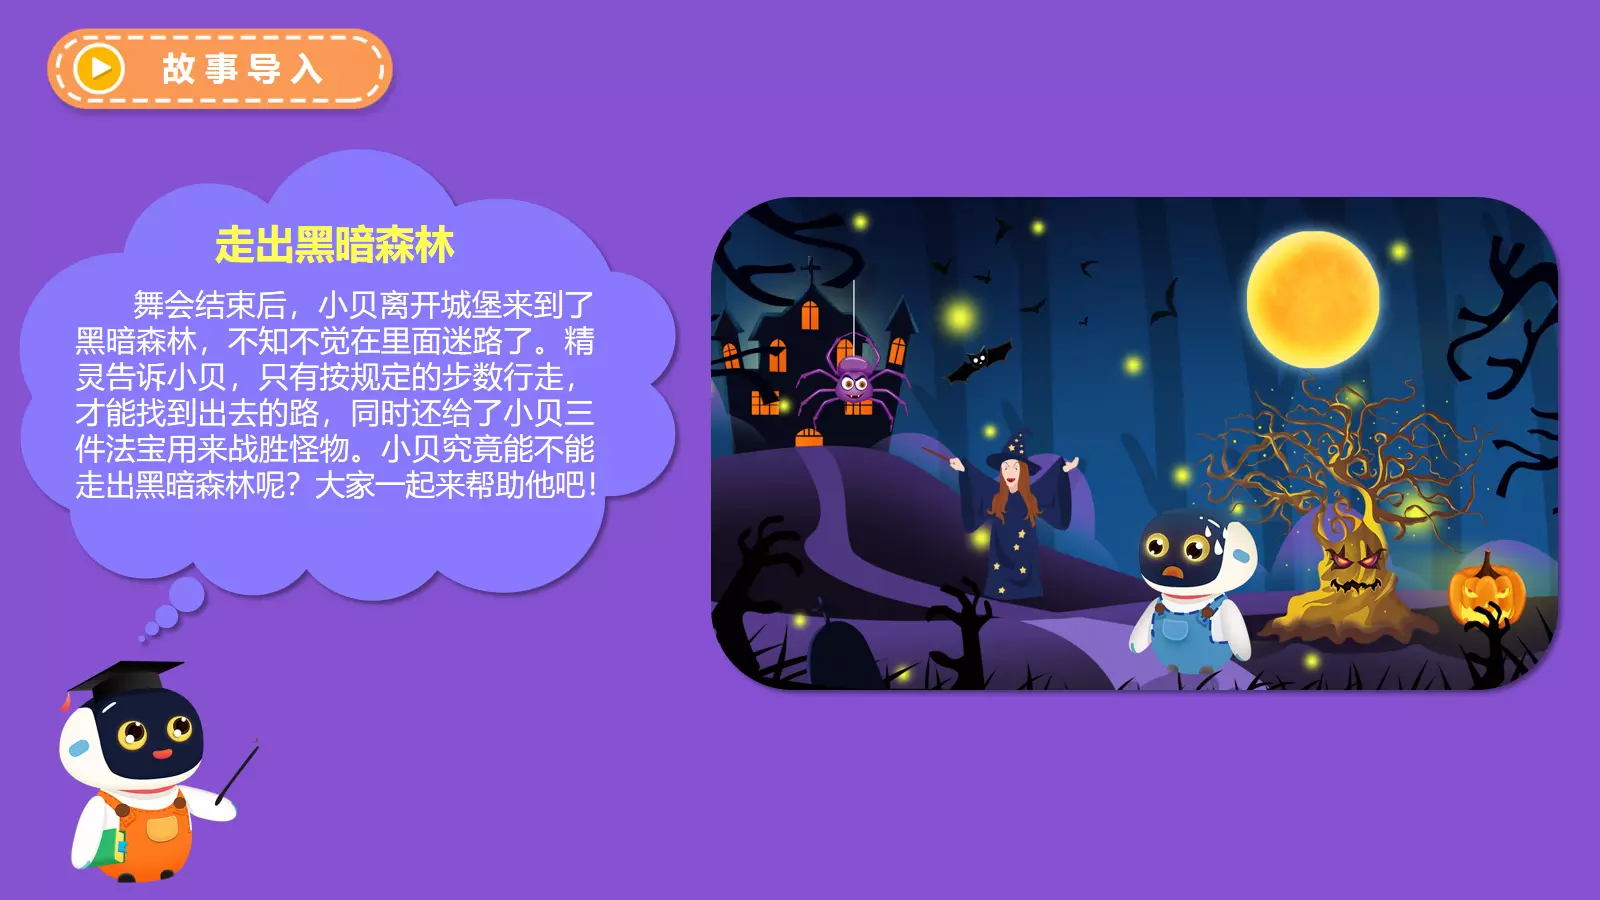 故事导入
走出黑暗森林
舞会结束后，小贝离开城堡来到了
黑暗森林，不知不觉在里面迷路了。精
灵告诉小贝，只有按规定的步数行走，
才能找到出去的路，同时还给了小贝三
件法宝用来战胜怪物。小贝究竟能不能
走出黑暗森林呢？大家一起来帮助他吧！